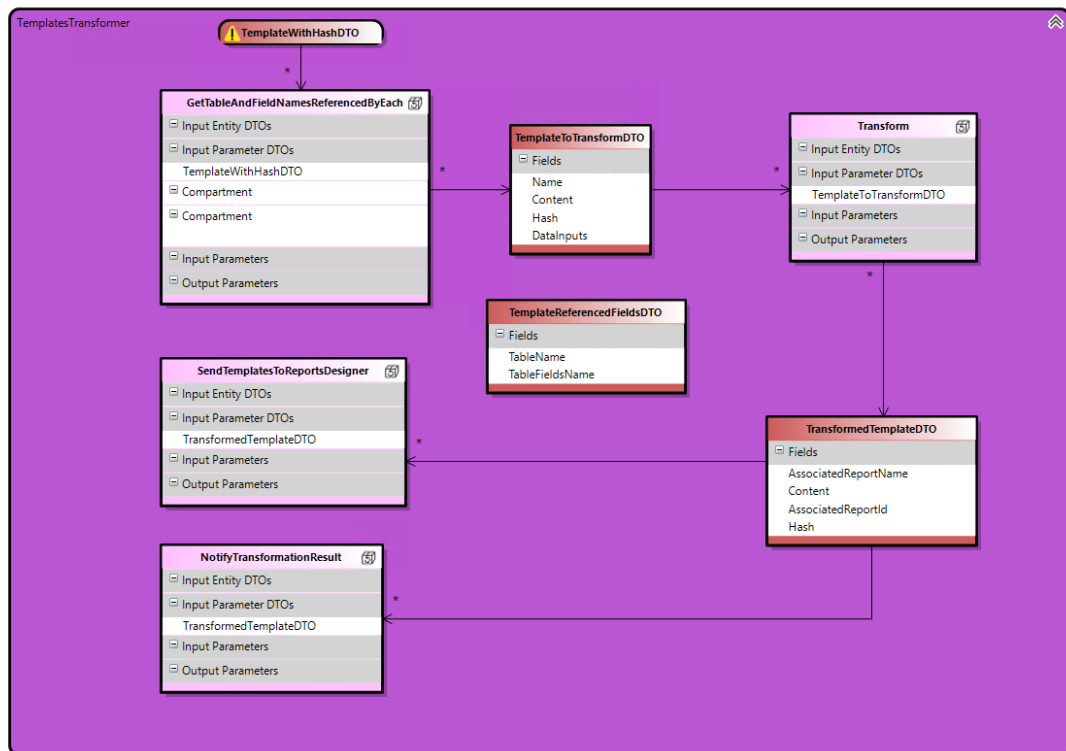 TemplatesTransformer
TemplateWithHashDTO
*
GetTableAndFieldNamesReferencedByEach
Input Entity DTOs
Input Parameter DTOs
TemplateWithHashDTO
Compartment
Compartment
Input Parameters
Output Parameters
*
TemplateToTransformDTO
Fields
Name
Content
Hash
DataInputs
*
Transform
Input Entity DTOs
Input Parameter DTOs
TemplateToTransformDTO
Input Parameters
Output Parameters
*
TemplateReferencedFieldsDTO
Fields
TableName
TableFieldsName
SendTemplatesToReportsDesigner
Input Entity DTOs
Input Parameter DTOs
TransformedTemplateDTO
Input Parameters
Output Parameters
*
TransformedTemplateDTO
Fields
AssociatedReportName
Content
AssociatedReportId
Hash
NotifyTransformationResult
Input Entity DTOs
Input Parameter DTOs
TransformedTemplateDTO
Input Parameters
Output Parameters
*